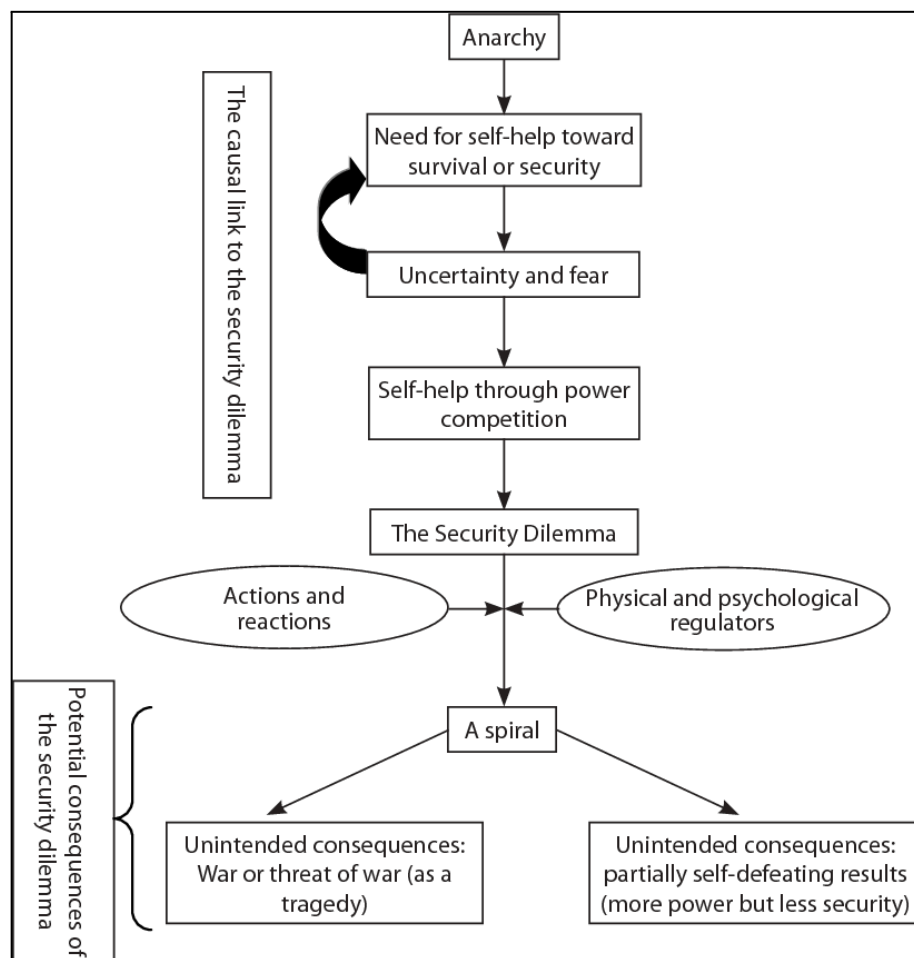 Anarchy
The causal link to the security dilemma
Need for self-help toward
survival or security
Uncertainty and fear
Self-help through power
competition
The Security Dilemma
Actions and
reactions
Physical and psychological
regulators
Potential consequences of
the security dilemma
A spiral
Unintended consequences:
War or threat of war (as a
tragedy)
Unintended consequences:
partially self-defeating results
(more power but less security)